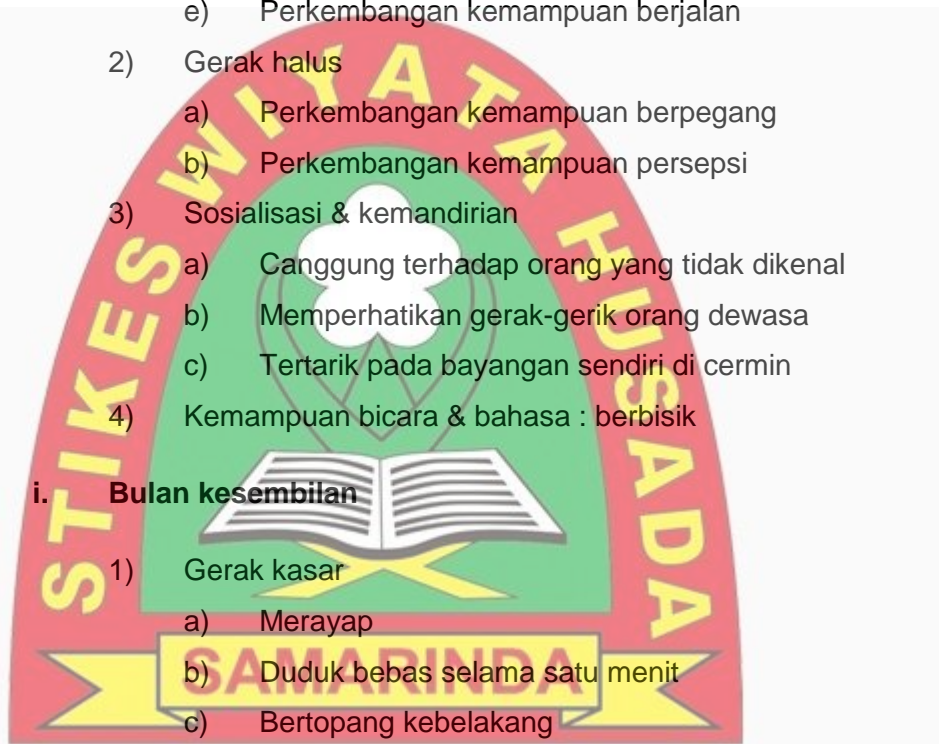 e) Perkembangan kemampuan berjalan
2) Gerak halus
a) Perkembangan kemampuan berpegang
b) Perkembangan kemampuan persepsi
3) Sosialisasi & kemandirian
a) Canggung terhadap orang yang tidak dikenal
b) Memperhatikan gerak-gerik orang dewasa
c) Tertarik pada bayangan sendiri di cermin
4) Kemampuan bicara & bahasa : berbisik
i. Bulan kesembilan
1) Gerak kasar
a) Merayap
b) Duduk bebas selama satu menit
c) Bertopang kebelakang
STIKES WIYATA HUSADA
SAMARINDA